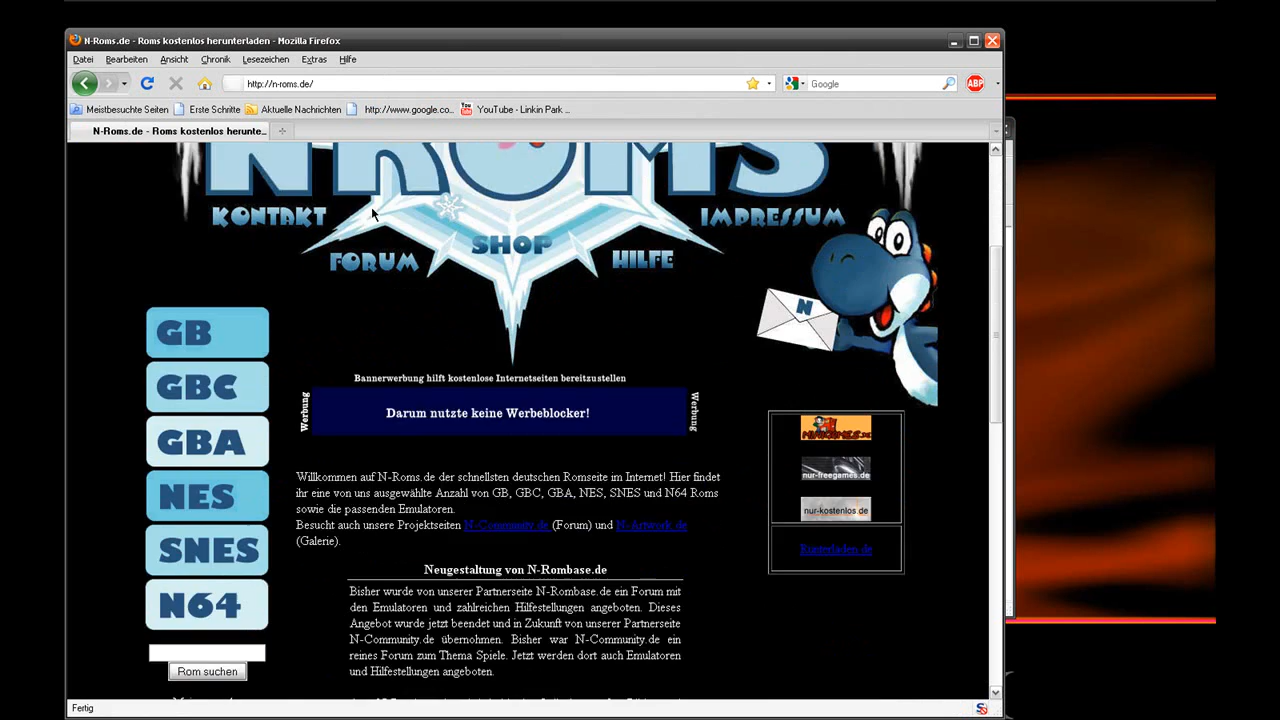 N-Roms.de - Roms kostenlos herunterladen - Mozilla Firefox
Datei Bearbeiten Ansicht Chronik Lesezeichen Extras Hilfe
http://n-roms.de/
Google
ABP
Meistbesuchte Seiten Erste Schritte Aktuelle Nachrichten http://www.google.co... YouTube - Linkin Park ...
N-Roms.de - Roms kostenlos herunte...
N-ROMS
KONTAKT
IMPRESSUM
SHOP
FORUM
HILFE
N
GB
GBC
GBA
NES
SNES
N64
Rom suchen
Bannerwerbung hilft kostenlose Internetseiten bereitzustellen
Werbung
Darum nutzte keine Werbeblocker!
Werbung
Willkommen auf N-Roms.de der schnellsten deutschen Romseite im Internet! Hier findet
ihr eine von uns ausgewählte Anzahl von GB, GBC, GBA, NES, SNES und N64 Roms
sowie die passenden Emulatoren.
Besucht auch unsere Projektseiten N-Community.de (Forum) und N-Artwork.de
(Galerie).
Neugestaltung von N-Rombase.de
Bisher wurde von unserer Partnerseite N-Rombase.de ein Forum mit
den Emulatoren und zahlreichen Hilfestellungen angeboten. Dieses
Angebot wurde jetzt beendet und in Zukunft von unserer Partnerseite
N-Community.de übernohmen. Bisher war N-Community.de ein
reines Forum zum Thema Spiele. Jetzt werden dort auch Emulatoren
und Hilfestellungen angeboten.
nur-freegames.de
nur-kostenlos.de
Runterladen.de
Fertig